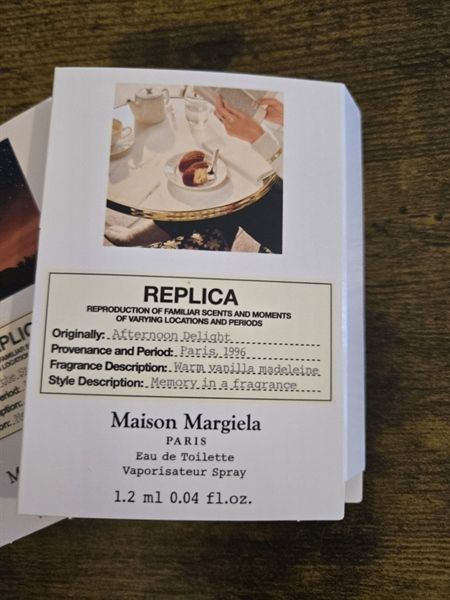 REPLICA
REPRODUCTION OF FAMILIAR SCENTS AND MOMENTS
OF VARYING LOCATIONS AND PERIODS
Originally: Afternoon Delight
Provenance and Period: Paris, 1996
Fragrance Description: Warm vanilla madeleine
Style Description: Memory in a fragrance
Maison Margiela
PARIS
Eau de Toilette
Vaporisateur Spray
1.2 ml 0.04 fl.oz.